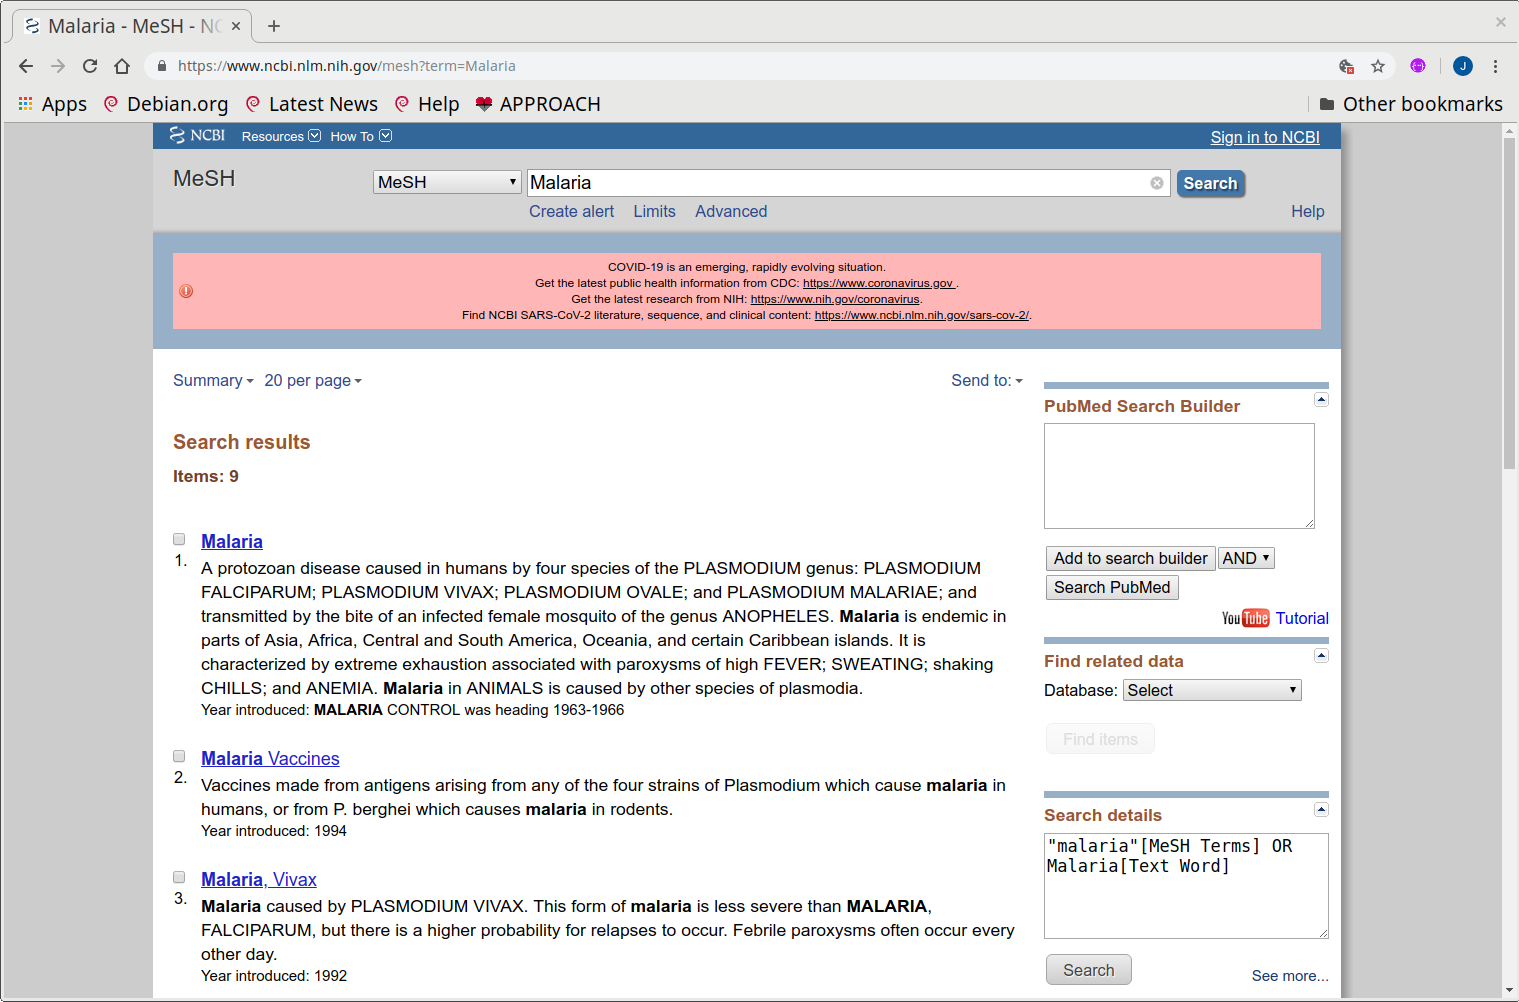 Malaria - MeSH - NC
https://www.ncbi.nlm.nih.gov/mesh?term=Malaria
J
Apps Debian.org Latest News Help APPROACH Other bookmarks
NCBI Resources How To Sign in to NCBI
MeSH MeSH Malaria Search
Create alert Limits Advanced Help
COVID-19 is an emerging, rapidly evolving situation.
Get the latest public health information from CDC: https://www.coronavirus.gov .
Get the latest research from NIH: https://www.nih.gov/coronavirus.
Find NCBI SARS-CoV-2 literature, sequence, and clinical content: https://www.ncbi.nlm.nih.gov/sars-cov-2/.
Summary 20 per page Send to:
Search results
Items: 9
Malaria
1.
A protozoan disease caused in humans by four species of the PLASMODIUM genus: PLASMODIUM
FALCIPARUM; PLASMODIUM VIVAX; PLASMODIUM OVALE; and PLASMODIUM MALARIAE; and
transmitted by the bite of an infected female mosquito of the genus ANOPHELES. Malaria is endemic in
parts of Asia, Africa, Central and South America, Oceania, and certain Caribbean islands. It is
characterized by extreme exhaustion associated with paroxysms of high FEVER; SWEATING; shaking
CHILLS; and ANEMIA. Malaria in ANIMALS is caused by other species of plasmodia.
Year introduced: MALARIA CONTROL was heading 1963-1966
Malaria Vaccines
2.
Vaccines made from antigens arising from any of the four strains of Plasmodium which cause malaria in
humans, or from P. berghei which causes malaria in rodents.
Year introduced: 1994
Malaria, Vivax
3.
Malaria caused by PLASMODIUM VIVAX. This form of malaria is less severe than MALARIA,
FALCIPARUM, but there is a higher probability for relapses to occur. Febrile paroxysms often occur every
other day.
Year introduced: 1992
PubMed Search Builder
Add to search builder AND
Search PubMed
YouTube Tutorial
Find related data
Database: Select
Find items
Search details
"malaria"[MeSH Terms] OR
Malaria[Text Word]
Search See more...